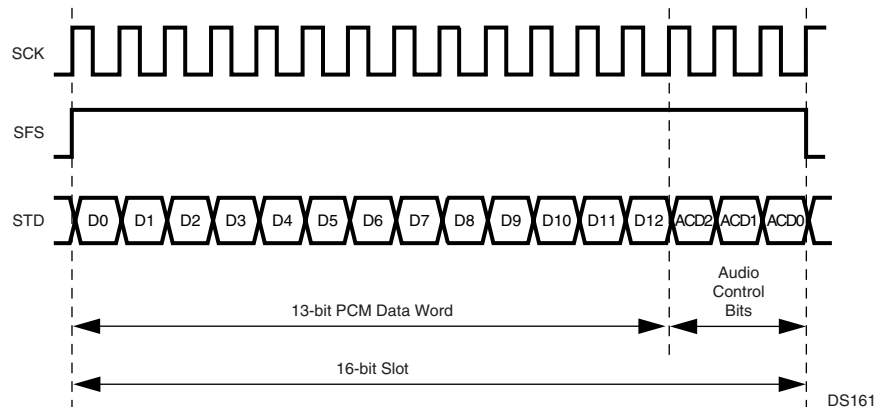 SCK
SFS
STD D0 D1 D2 D3 D4 D5 D6 D7 D8 D9 D10 D11 D12 ACD2 ACD1 ACD0
13-bit PCM Data Word
Audio
Control
Bits
16-bit Slot
DS161